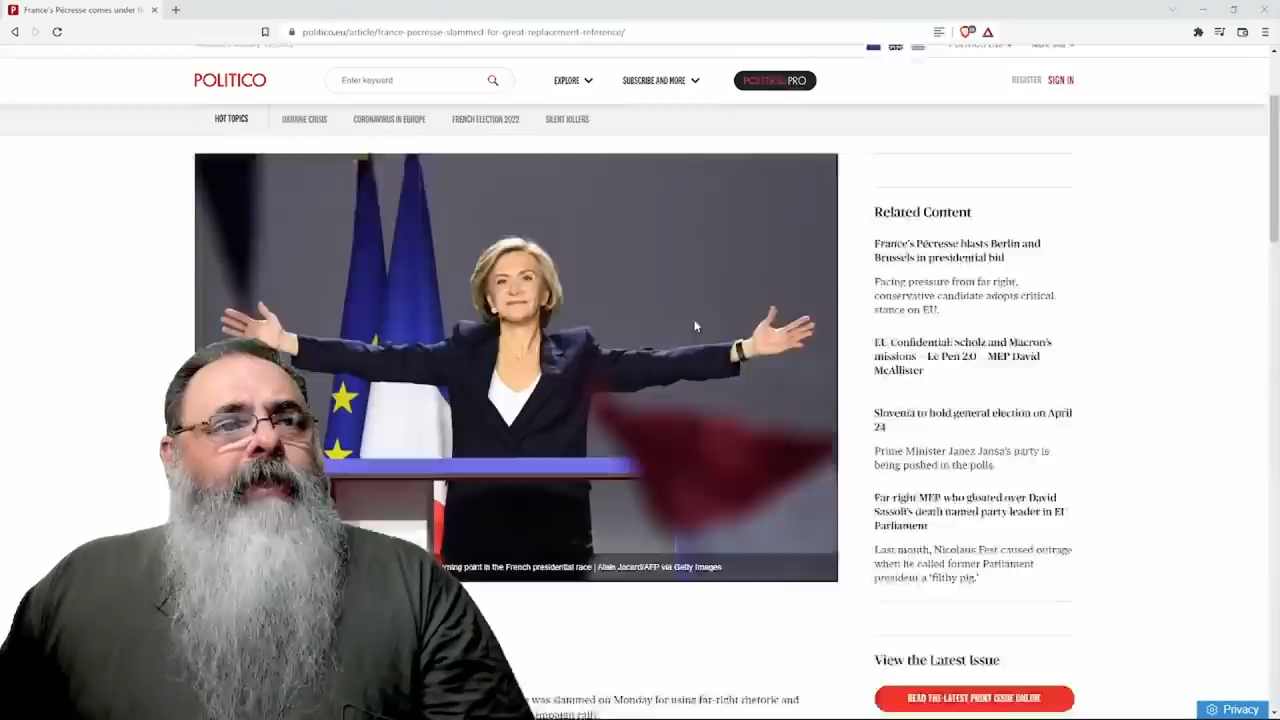 France's Pécresse comes under fi
politico.eu/article/france-pecresse-slammed-for-great-replacement-reference/
POLITICO
Enter keyword
EXPLORE
SUBSCRIBE AND MORE
POLITICO PRO
REGISTER SIGN IN
HOT TOPICS
UKRAINE CRISIS
CORONAVIRUS IN EUROPE
FRENCH ELECTION 2022
SILENT KILLERS
rning point in the French presidential race | Alain Jocard/AFP via Getty Images
was slammed on Monday for using far-right rhetoric and
Related Content
France's Pécresse blasts Berlin and
Brussels in presidential bid
Facing pressure from far right,
conservative candidate adopts critical
stance on EU.
EU Confidential: Scholz and Macron's
missions — Le Pen 2.0 — MEP David
McAllister
Slovenia to hold general election on April
24
Prime Minister Janez Jansa's party is
being pushed in the polls.
Far-right MEP who gloated over David
Sassoli's death named party leader in EU
Parliament
Last month, Nicolaus Fest caused outrage
when he called former Parliament
president a 'filthy pig.'
View the Latest Issue
READ THE LATEST PRINT ISSUE ONLINE
Privacy